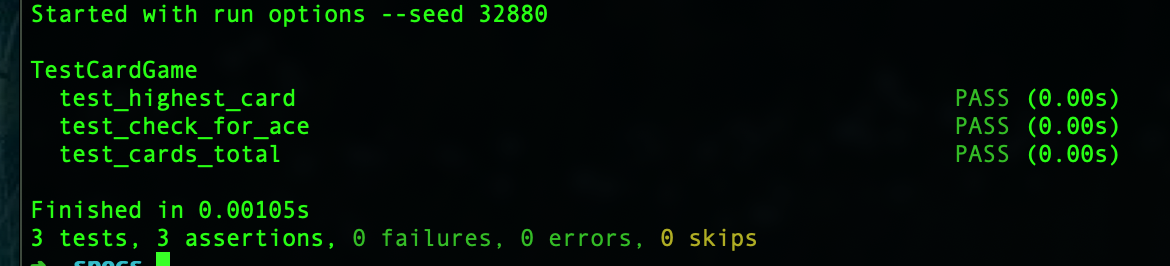 Started with run options --seed 32880
TestCardGame
test_highest_card PASS (0.00s)
test_check_for_ace PASS (0.00s)
test_cards_total PASS (0.00s)
Finished in 0.00105s
3 tests, 3 assertions, 0 failures, 0 errors, 0 skips
➜ specs